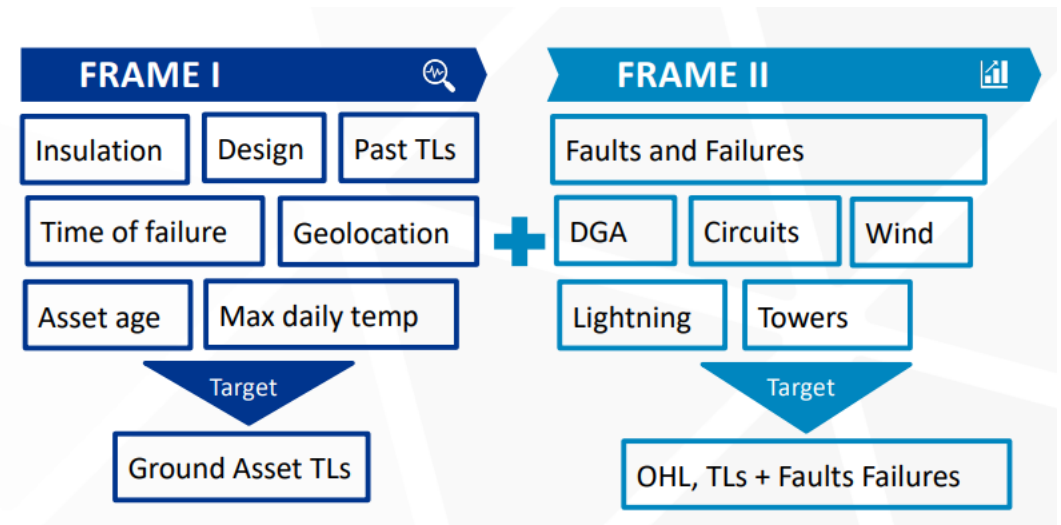 FRAME I
FRAME II
Insulation
Design
Past TLs
Faults and Failures
Time of failure
Geolocation
DGA
Circuits
Wind
Asset age
Max daily temp
Lightning
Towers
Target
Target
Ground Asset TLs
OHL, TLs + Faults Failures